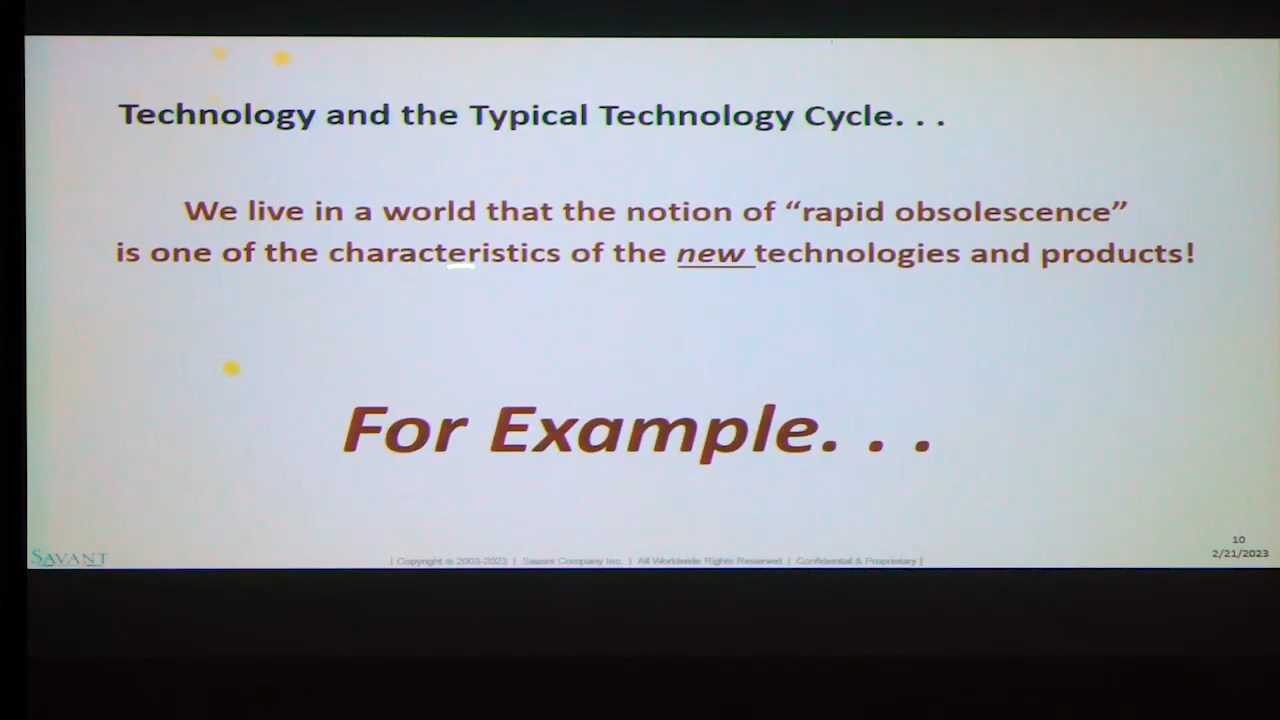 Technology and the Typical Technology Cycle. . .
We live in a world that the notion of “rapid obsolescence”
is one of the characteristics of the new technologies and products!
For Example. . .
SAVANT
| Copyright © 2003-2023 | Savant Company Inc. | All Worldwide Rights Reserved | Confidential & Proprietary |
10
2/21/2023